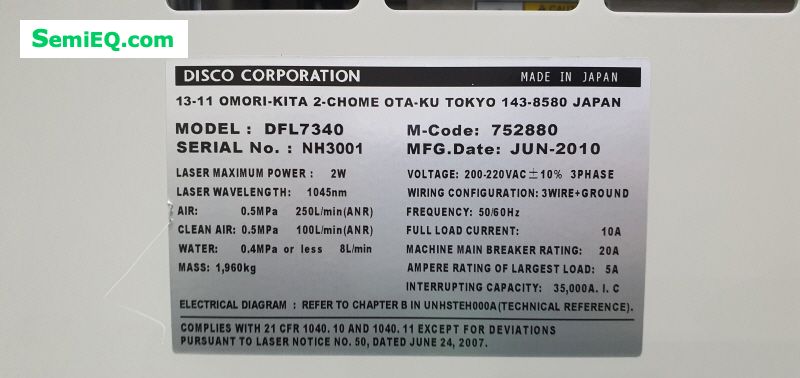 SemiEQ.com
CAUTION
DISCO CORPORATION MADE IN JAPAN
13-11 OMORI-KITA 2-CHOME OTA-KU TOKYO 143-8580 JAPAN
MODEL : DFL7340 M-Code: 752880
SERIAL No. : NH3001 MFG.Date: JUN-2010
LASER MAXIMUM POWER : 2W VOLTAGE: 200-220VAC ±10% 3PHASE
LASER WAVELENGTH: 1045nm WIRING CONFIGURATION: 3WIRE+GROUND
AIR: 0.5MPa 250L/min(ANR) FREQUENCY: 50/60Hz
CLEAN AIR: 0.5MPa 100L/min(ANR) FULL LOAD CURRENT: 10A
WATER: 0.4MPa or less 8L/min MACHINE MAIN BREAKER RATING: 20A
MASS: 1,960kg AMPERE RATING OF LARGEST LOAD: 5A
INTERRUPTING CAPACITY: 35,000A. I. C
ELECTRICAL DIAGRAM : REFER TO CHAPTER B IN UNHSTEH000A(TECHNICAL REFERENCE).
COMPLIES WITH 21 CFR 1040. 10 AND 1040. 11 EXCEPT FOR DEVIATIONS
PURSUANT TO LASER NOTICE NO. 50, DATED JUNE 24, 2007.